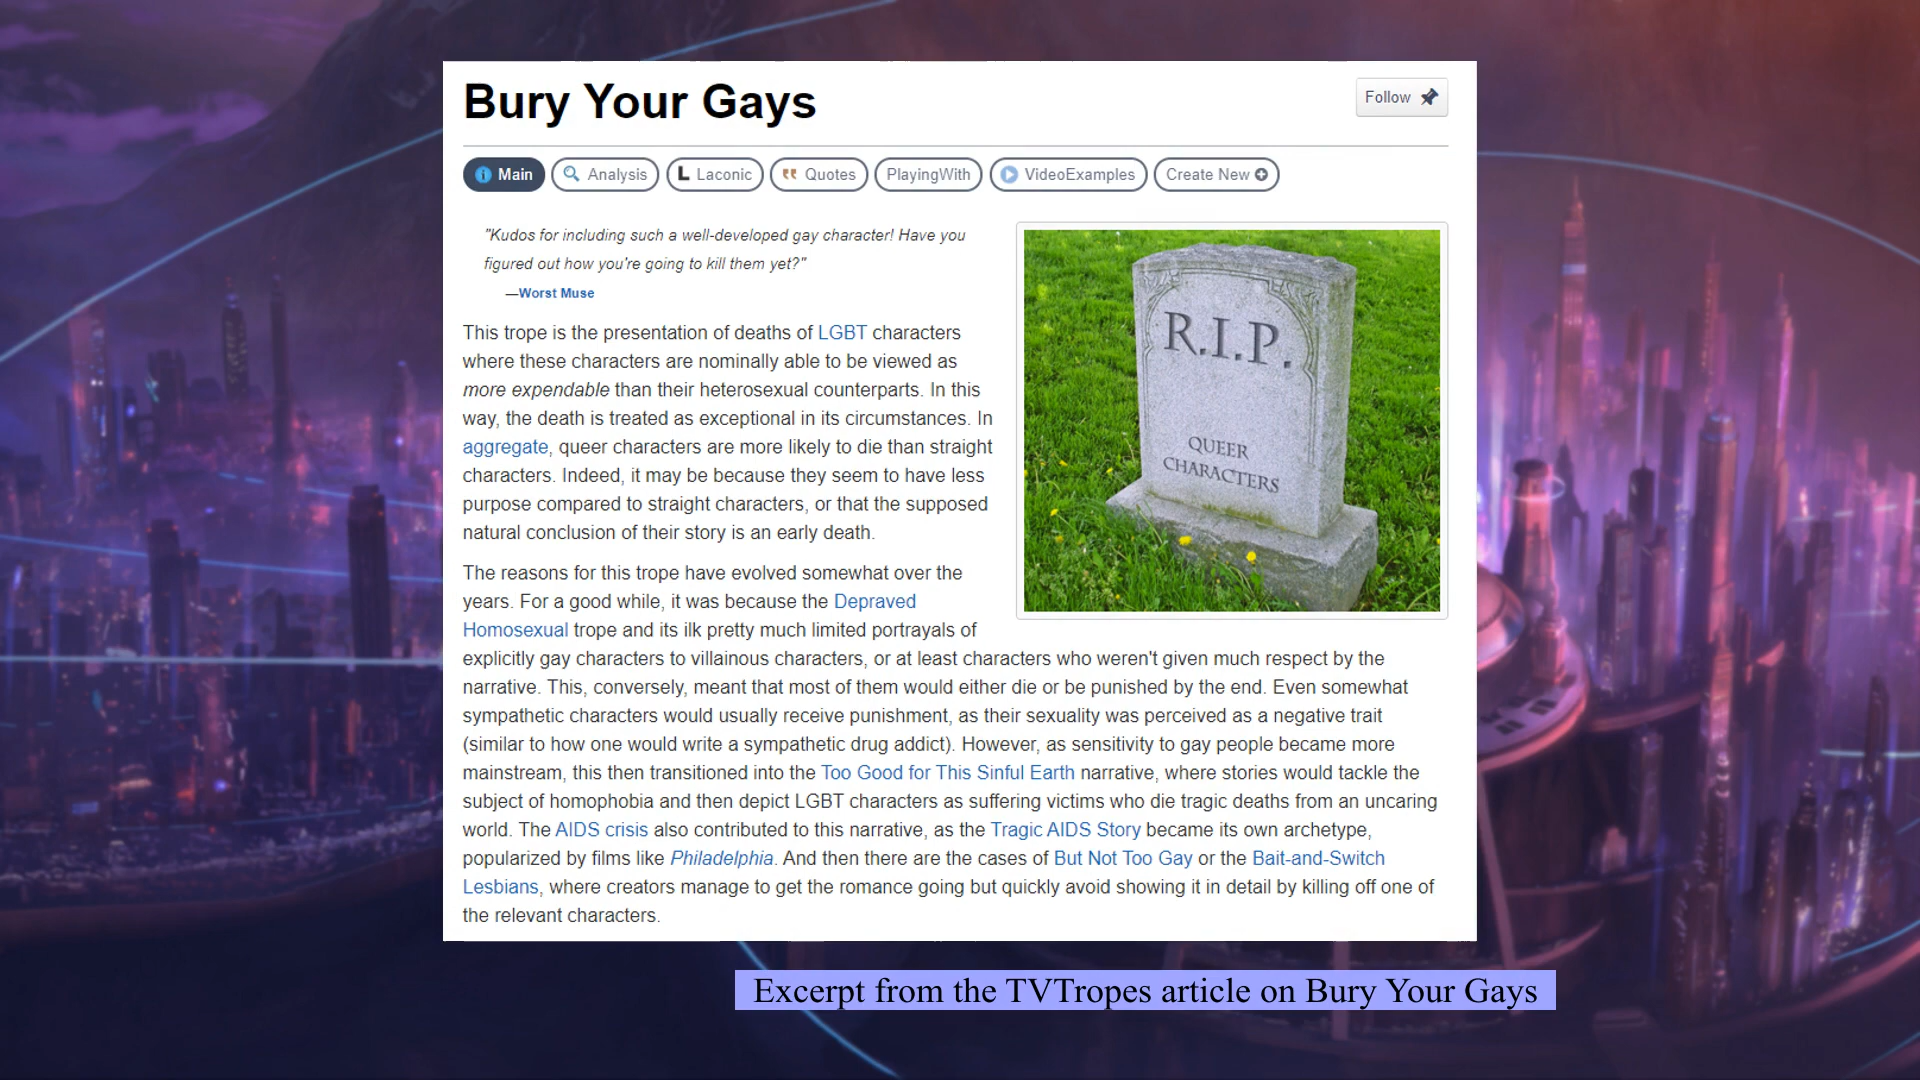 Bury Your Gays
Follow
Main
Analysis
L Laconic
Quotes
PlayingWith
VideoExamples
Create New
"Kudos for including such a well-developed gay character! Have you
figured out how you're going to kill them yet?"
—Worst Muse
R.I.P.
QUEER
CHARACTERS
This trope is the presentation of deaths of LGBT characters
where these characters are nominally able to be viewed as
more expendable than their heterosexual counterparts. In this
way, the death is treated as exceptional in its circumstances. In
aggregate, queer characters are more likely to die than straight
characters. Indeed, it may be because they seem to have less
purpose compared to straight characters, or that the supposed
natural conclusion of their story is an early death.
The reasons for this trope have evolved somewhat over the
years. For a good while, it was because the Depraved
Homosexual trope and its ilk pretty much limited portrayals of
explicitly gay characters to villainous characters, or at least characters who weren't given much respect by the
narrative. This, conversely, meant that most of them would either die or be punished by the end. Even somewhat
sympathetic characters would usually receive punishment, as their sexuality was perceived as a negative trait
(similar to how one would write a sympathetic drug addict). However, as sensitivity to gay people became more
mainstream, this then transitioned into the Too Good for This Sinful Earth narrative, where stories would tackle the
subject of homophobia and then depict LGBT characters as suffering victims who die tragic deaths from an uncaring
world. The AIDS crisis also contributed to this narrative, as the Tragic AIDS Story became its own archetype,
popularized by films like Philadelphia. And then there are the cases of But Not Too Gay or the Bait-and-Switch
Lesbians, where creators manage to get the romance going but quickly avoid showing it in detail by killing off one of
the relevant characters.
Excerpt from the TVTropes article on Bury Your Gays